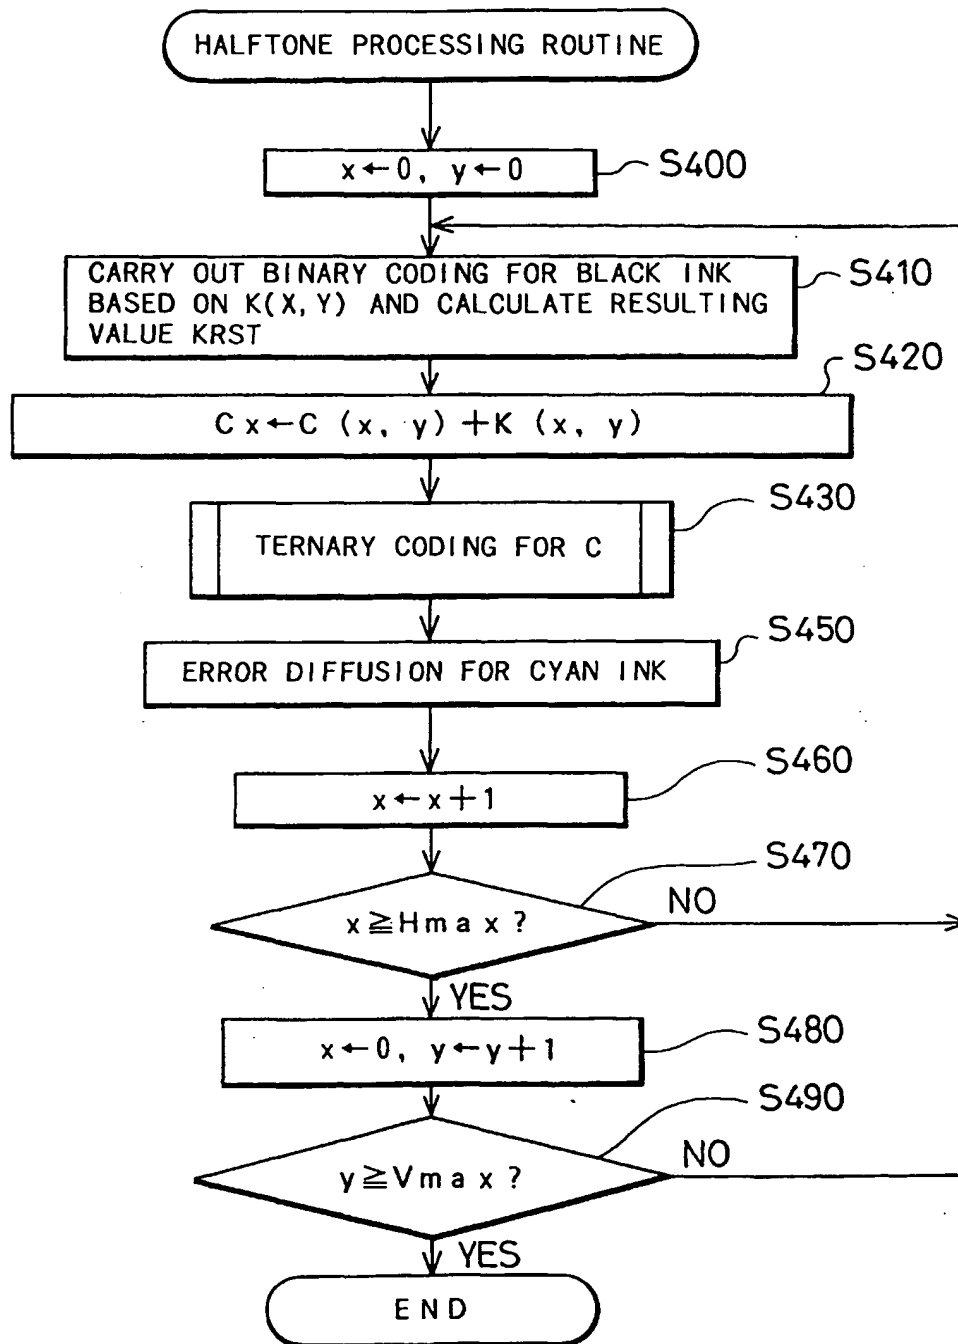 HALFTONE PROCESSING ROUTINE
x←0, y←0
S400
CARRY OUT BINARY CODING FOR BLACK INK
BASED ON K(X,Y) AND CALCULATE RESULTING
VALUE KRST
S410
S420
Cx←C (x, y) +K (x, y)
S430
TERNARY CODING FOR C
S450
ERROR DIFFUSION FOR CYAN INK
S460
x←x+1
S470
x≧Hmax?
NO
YES
S480
x←0, y←y+1
S490
y≧Vmax?
NO
YES
END